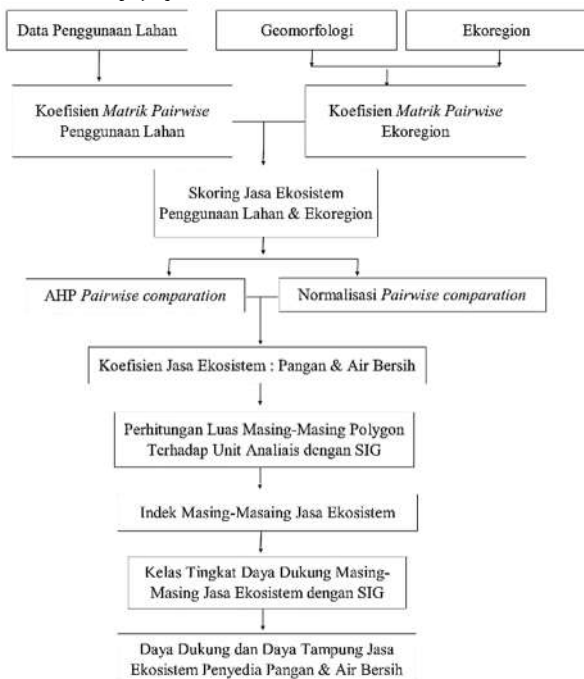 Data Penggunaan Lahan
Geomorfologi
Ekoregion
Koefisien Matrik Pairwise
Penggunaan Lahan
Koefisien Matrik Pairwise
Ekoregion
Skoring Jasa Ekosistem
Penggunaan Lahan & Ekoregion
AHP Pairwise comparation
Normalisasi Pairwise comparation
Koefisien Jasa Ekosistem : Pangan & Air Bersih
Perhitungan Luas Masing-Masing Polygon
Terhadap Unit Analiais dengan SIG
Indek Masing-Masaing Jasa Ekosistem
Kelas Tingkat Daya Dukung Masing-
Masing Jasa Ekosistem dengan SIG
Daya Dukung dan Daya Tampung Jasa
Ekosistem Penyedia Pangan & Air Bersih